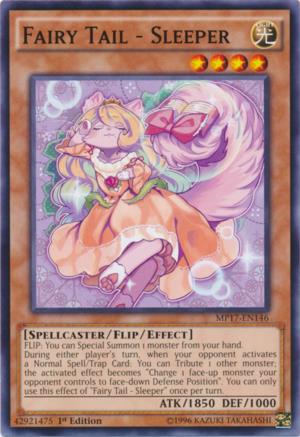 FAIRY TAIL - SLEEPER
LIGHT
MP17-EN146
[SPELLCASTER/FLIP/EFFECT]
FLIP: You can Special Summon 1 monster from your hand.
During either player's turn, when your opponent activates
a Normal Spell/Trap Card: You can Tribute 1 other monster;
the activated effect becomes "Change 1 face-up monster your
opponent controls to face-down Defense Position". You can only
use this effect of "Fairy Tail - Sleeper" once per turn.
ATK/1850 DEF/1000
42921475 1st Edition ©1996 KAZUKI TAKAHASHI